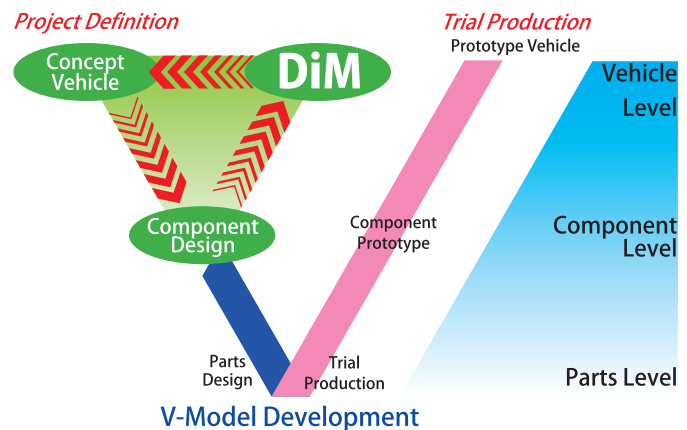 Project Definition
Trial Production
Prototype Vehicle
Concept
Vehicle
DiM
Vehicle
Level
Component
Design
Component
Prototype
Component
Level
Parts
Design
Trial
Production
Parts Level
V-Model Development